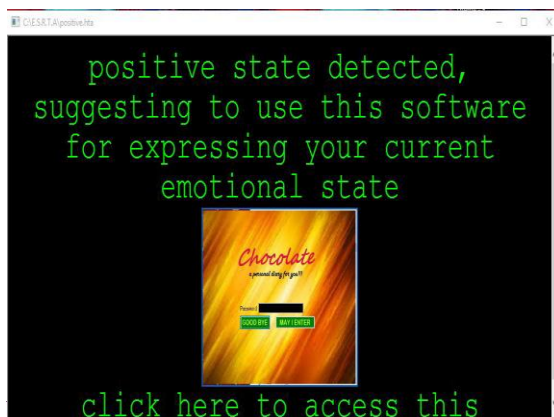 C:\E.S.R.T.A\positive.hta
positive state detected,
suggesting to use this software
for expressing your current
emotional state
Chocolate
a personal diary for you!!!
Password
GOOD BYE MAY I ENTER
click here to access this